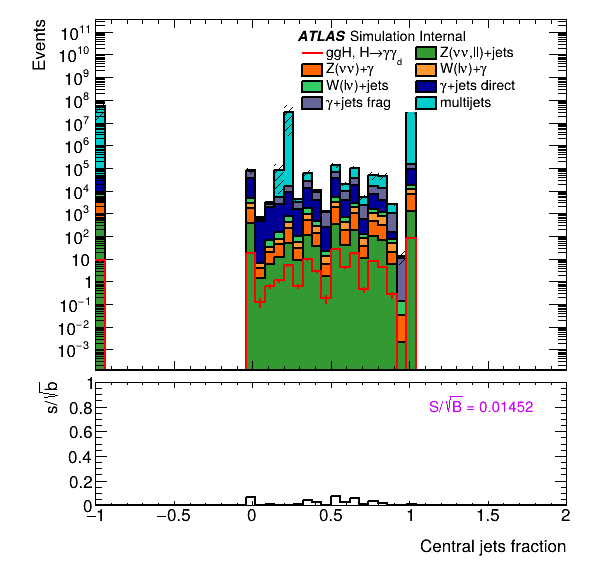 Events
ATLAS Simulation Internal
ggH, H→γγd
Z(νν,ll)+jets
Z(νν)+γ
W(lν)+γ
W(lν)+jets
γ+jets direct
γ+jets frag
multijets
10¹¹
10¹⁰
10⁹
10⁸
10⁷
10⁶
10⁵
10⁴
10³
10²
10
1
10⁻¹
10⁻²
10⁻³
s/√b
1
0.8
0.6
0.4
0.2
0
S/√B = 0.01452
−1 −0.5 0 0.5 1 1.5 2
Central jets fraction